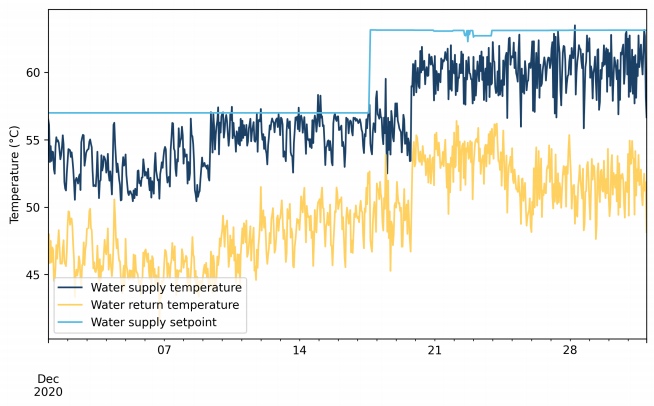 Temperature (°C)
60
55
50
45
Water supply temperature
Water return temperature
Water supply setpoint
07
14
21
28
Dec
2020